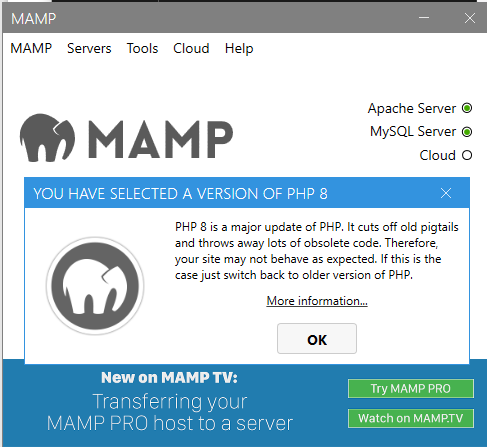 MAMP
MAMP Servers Tools Cloud Help
Apache Server
MySQL Server
Cloud
MAMP
YOU HAVE SELECTED A VERSION OF PHP 8
PHP 8 is a major update of PHP. It cuts off old pigtails
and throws away lots of obsolete code. Therefore,
your site may not behave as expected. If this is the
case just switch back to older version of PHP.
More information...
OK
New on MAMP TV:
Transferring your
MAMP PRO host to a server
Try MAMP PRO
Watch on MAMP.TV